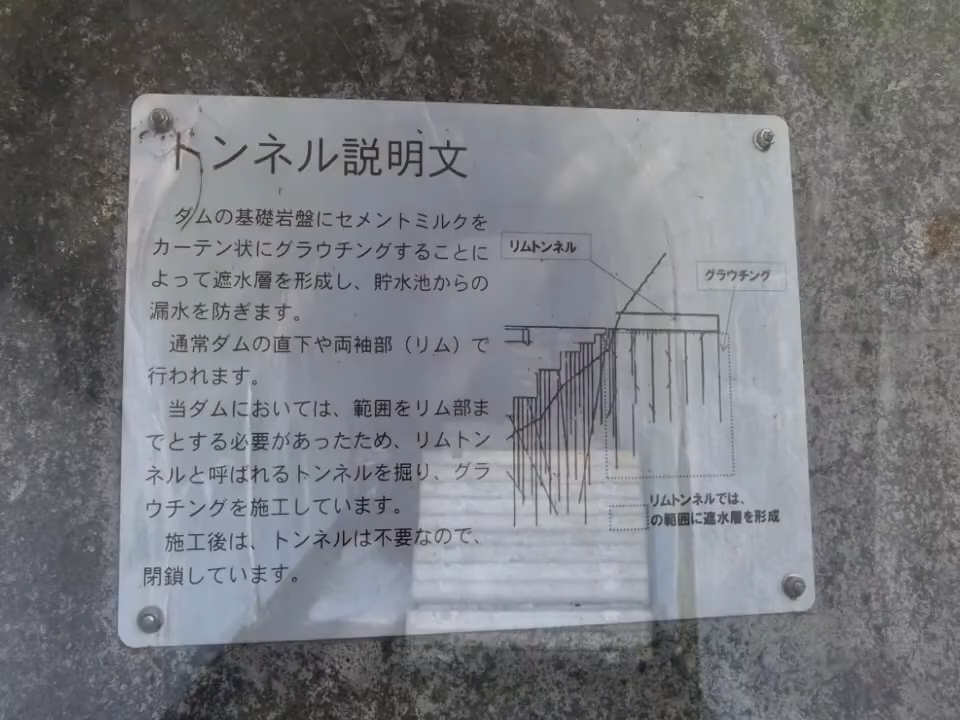 トンネル説明文
ダムの基礎岩盤にセメントミルクを
カーテン状にグラウチングすることに
よって遮水層を形成し、貯水池からの
漏水を防ぎます。
通常ダムの直下や両袖部（リム）で
行われます。
当ダムにおいては、範囲をリム部ま
でとする必要があったため、リムトン
ネルと呼ばれるトンネルを掘り、グラ
ウチングを施工しています。
施工後は、トンネルは不要なので、
閉鎖しています。
リムトンネル
グラウチング
リムトンネルでは、
の範囲に遮水層を形成